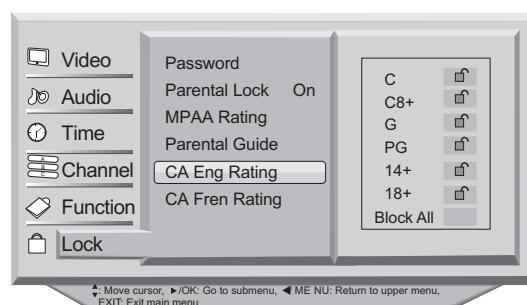 Video
Audio
Time
Channel
Function
Lock
Password
Parental Lock On
MPAA Rating
Parental Guide
CA Eng Rating
CA Fren Rating
C
C8+
G
PG
14+
18+
Block All
: Move cursor, ►/OK: Go to submenu, ◄/ ME NU: Return to upper menu,
EXIT: Exit main menu